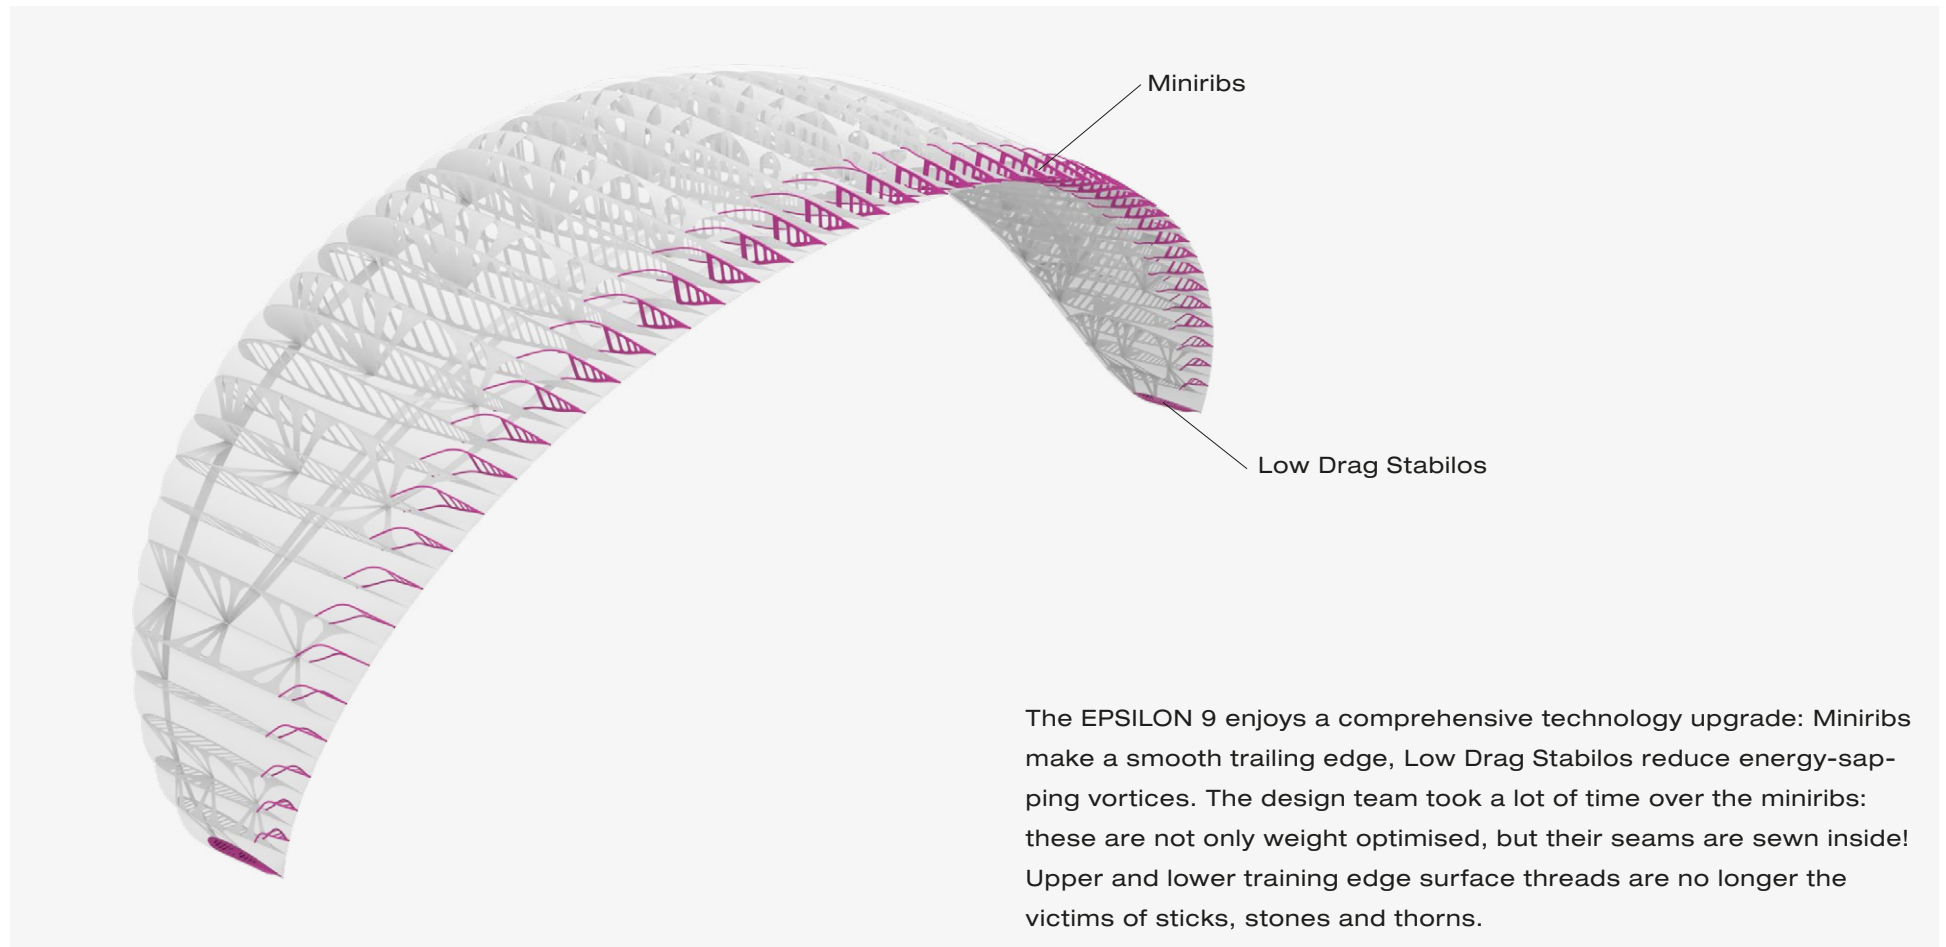 Miniribs
Low Drag Stabilos
The EPSILON 9 enjoys a comprehensive technology upgrade: Miniribs
make a smooth trailing edge, Low Drag Stabilos reduce energy-sap-
ping vortices. The design team took a lot of time over the miniribs:
these are not only weight optimised, but their seams are sewn inside!
Upper and lower training edge surface threads are no longer the
victims of sticks, stones and thorns.